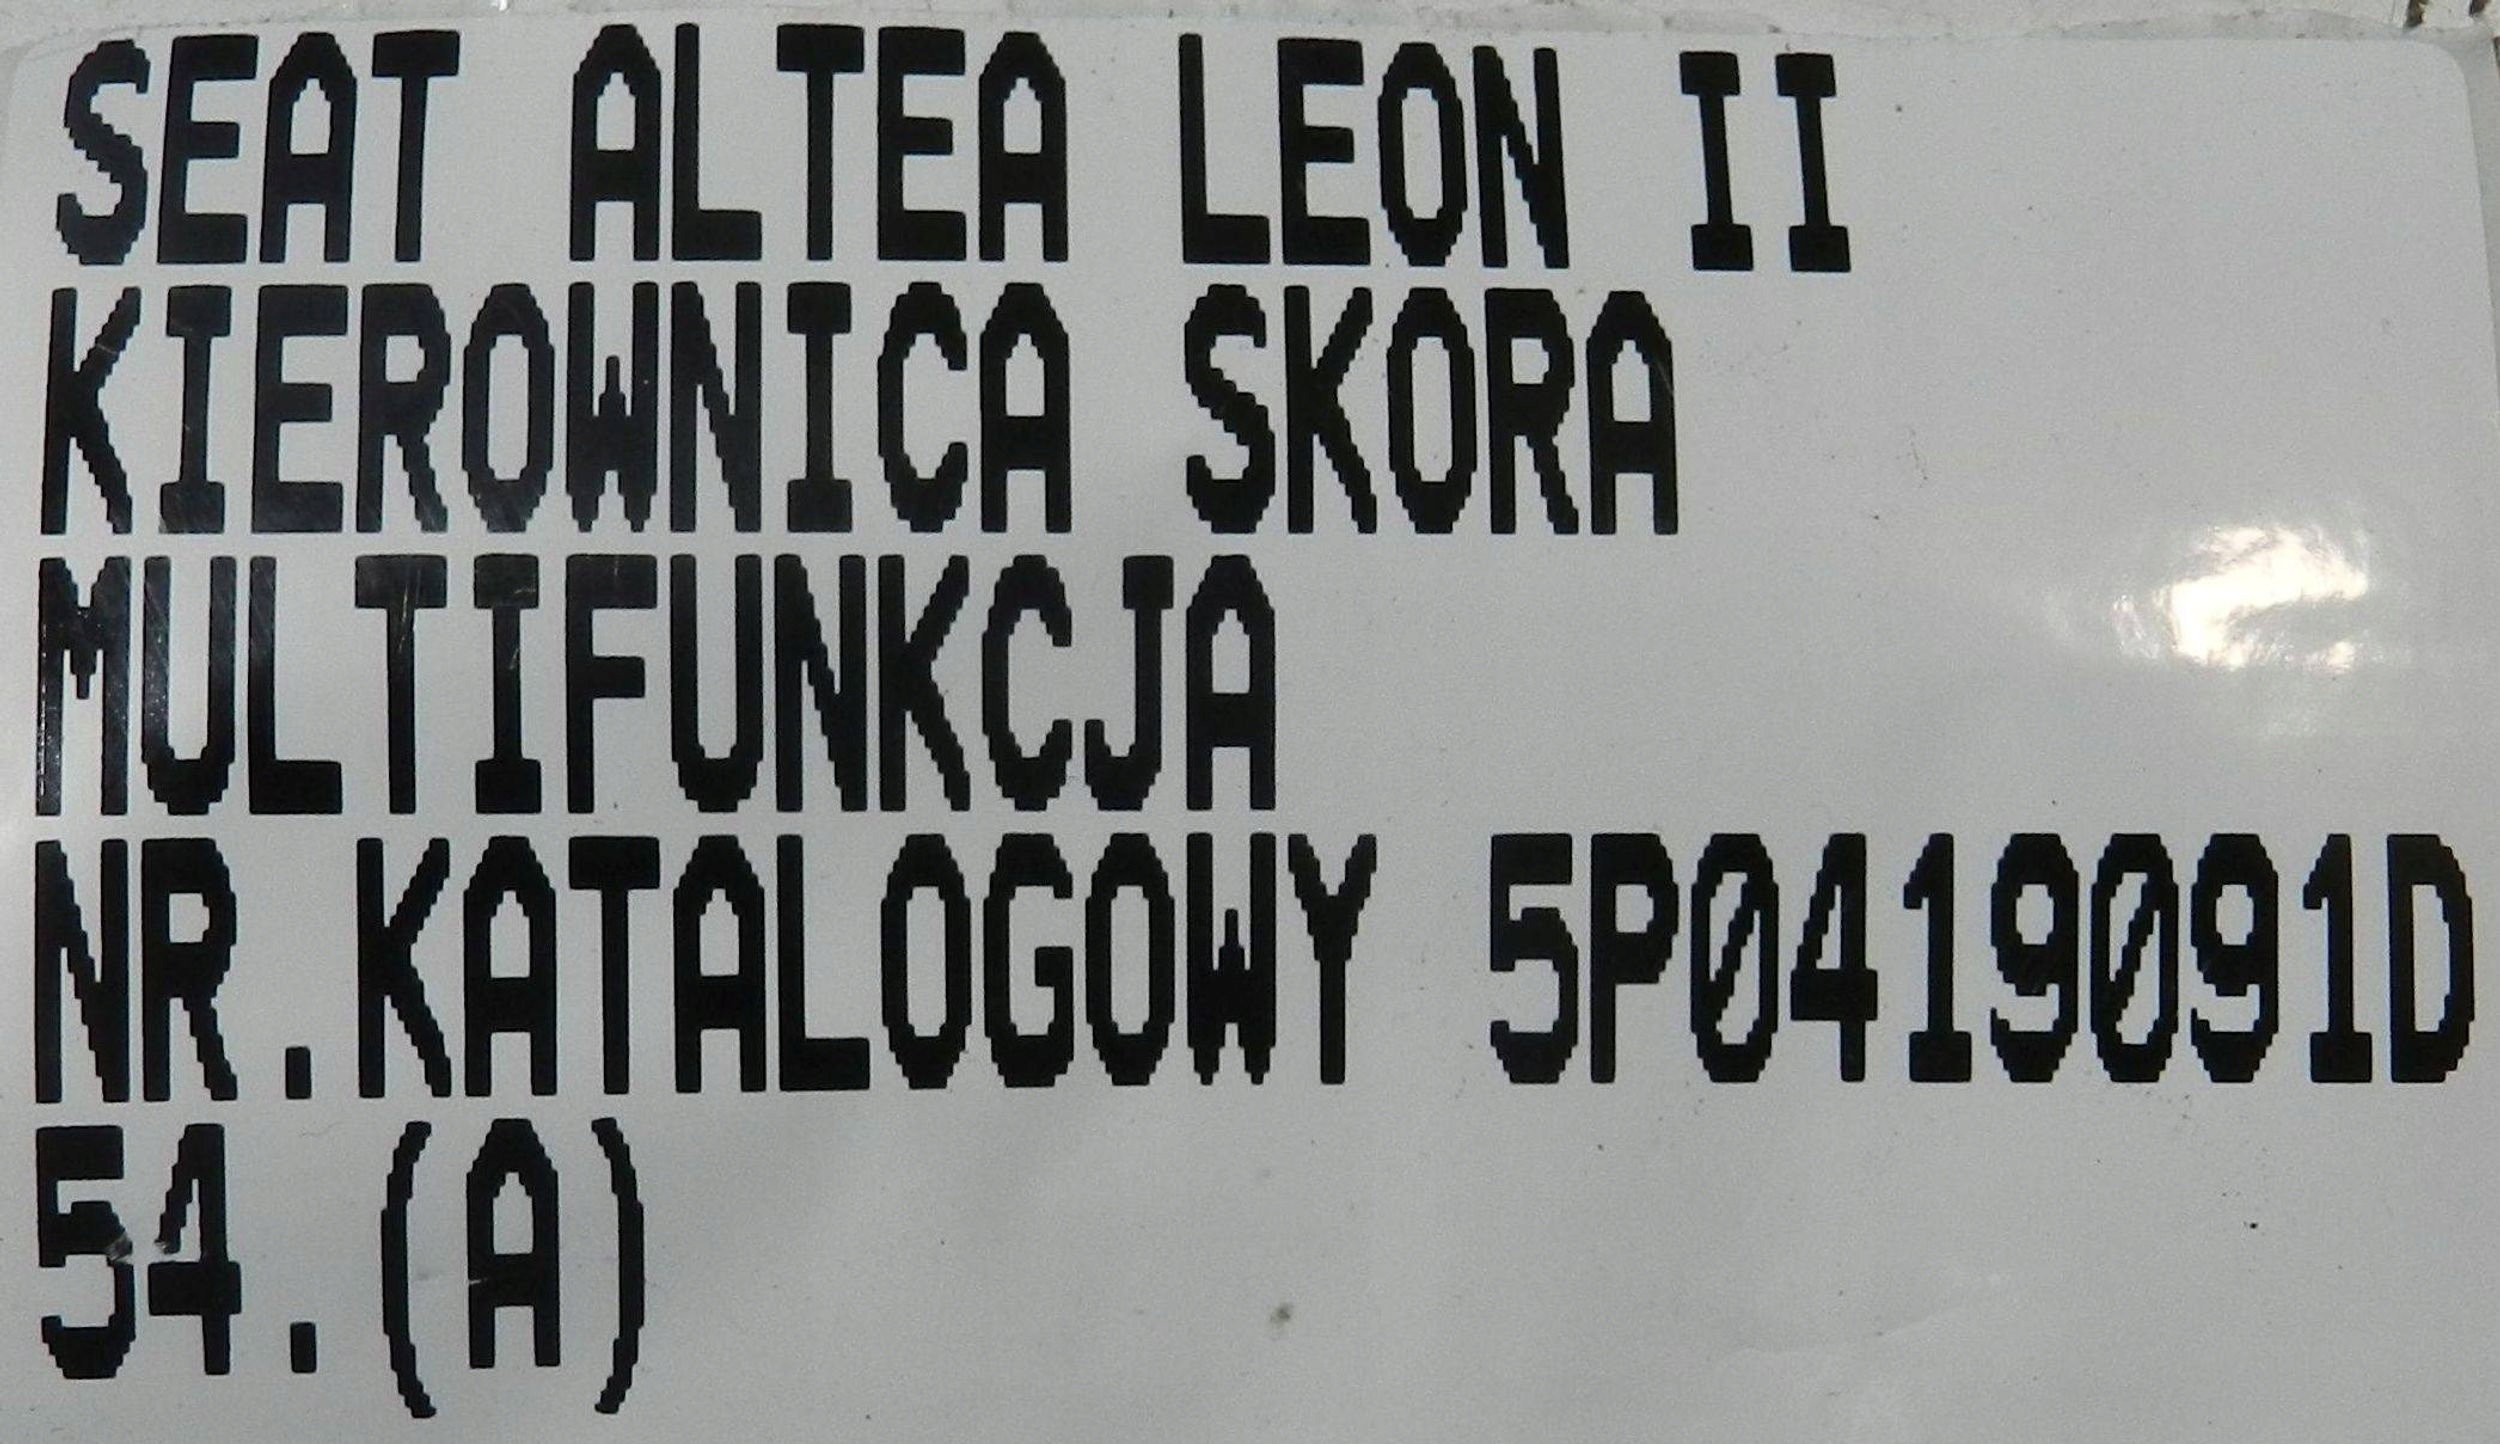 SEAT ALTEA LEON II
KIEROWNICA SKORA
MULTIFUNKCJA
NR.KATALOGOWY 5P0419091D
54.(A)